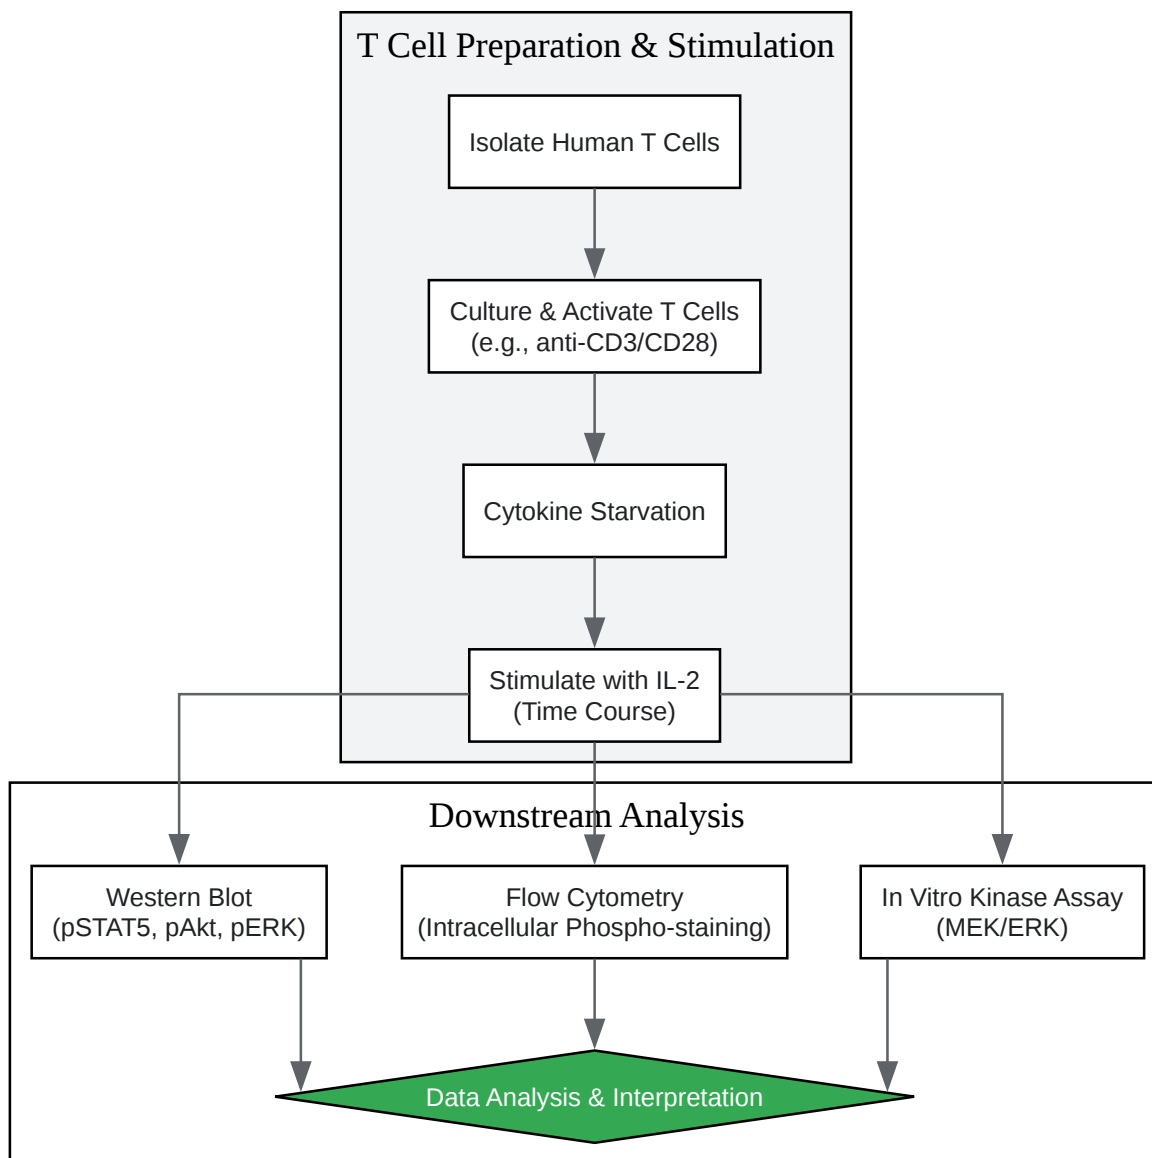 T Cell Preparation & Stimulation
Isolate Human T Cells
Culture & Activate T Cells
(e.g., anti-CD3/CD28)
Cytokine Starvation
Stimulate with IL-2
(Time Course)
Downstream Analysis
Western Blot
(pSTAT5, pAkt, pERK)
Flow Cytometry
(Intracellular Phospho-staining)
In Vitro Kinase Assay
(MEK/ERK)
Data Analysis & Interpretation